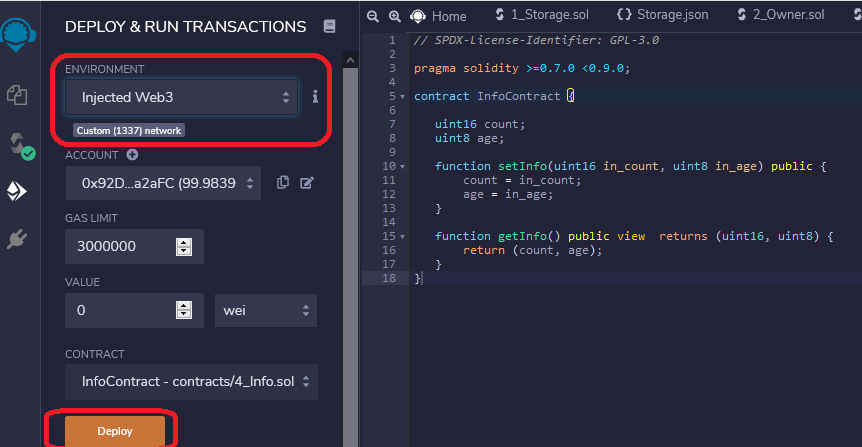 DEPLOY & RUN TRANSACTIONS
ENVIRONMENT
Injected Web3
i
Custom (1337) network
ACCOUNT
0x92D...a2aFC (99.9839
GAS LIMIT
3000000
VALUE
0 wei
CONTRACT
InfoContract - contracts/4_Info.sol
Deploy
Home 1_Storage.sol Storage.json 2_Owner.sol
1 // SPDX-License-Identifier: GPL-3.0
2
3 pragma solidity >=0.7.0 <0.9.0;
4
5 contract InfoContract {
6
7 uint16 count;
8 uint8 age;
9
10 function setInfo(uint16 in_count, uint8 in_age) public {
11 count = in_count;
12 age = in_age;
13 }
14
15 function getInfo() public view  returns (uint16, uint8) {
16 return (count, age);
17 }
18 }